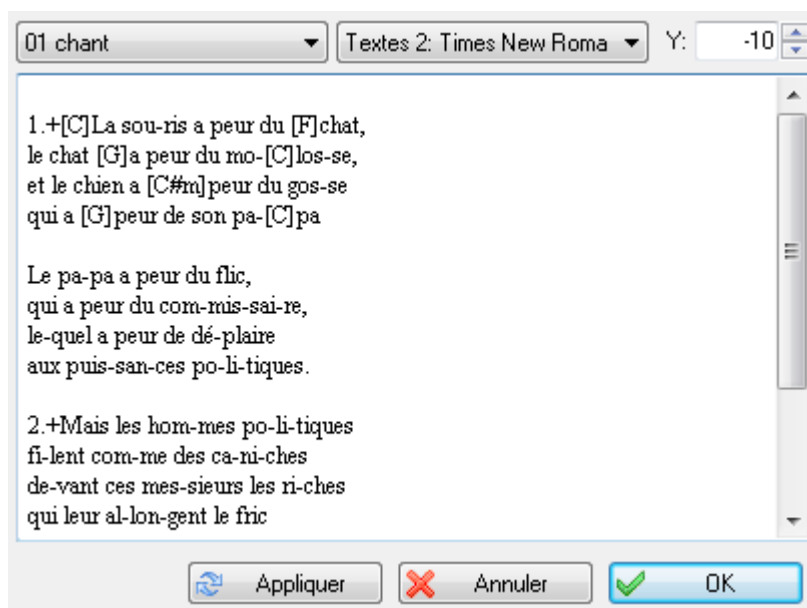 01 chant
Textes 2: Times New Roma
Y:
-10
1.+[C]La sou-ris a peur du [F]chat,
le chat [G]a peur du mo-[C]los-se,
et le chien a [C#m]peur du gos-se
qui a [G]peur de son pa-[C]pa
Le pa-pa a peur du flic,
qui a peur du com-mis-sai-re,
le-quel a peur de dé-plaire
aux puis-san-ces po-li-tiques.
2.+Mais les hom-mes po-li-tiques
fi-lent com-me des ca-ni-ches
de-vant ces mes-sieurs les ri-ches
qui leur al-lon-gent le fric
Appliquer
Annuler
OK